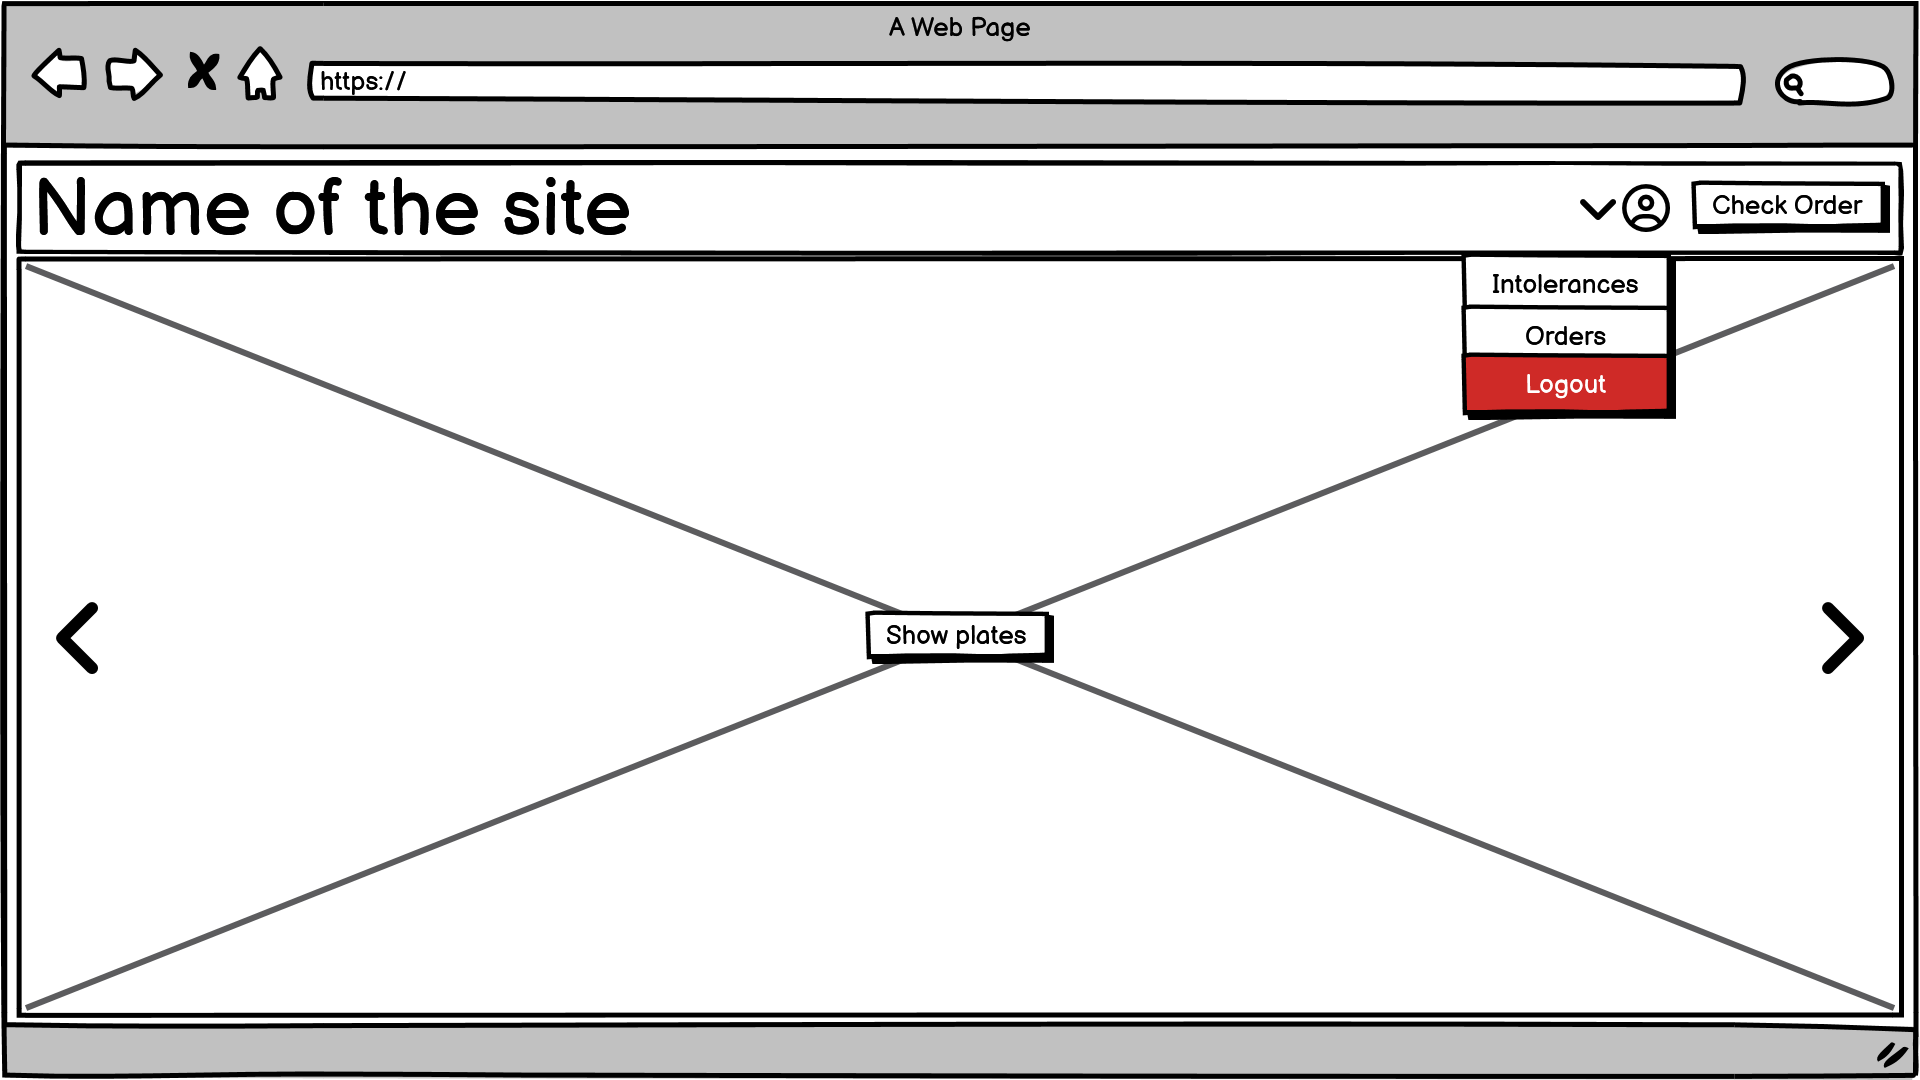 A Web Page
https://
Name of the site
Check Order
Intolerances
Orders
Logout
Show plates